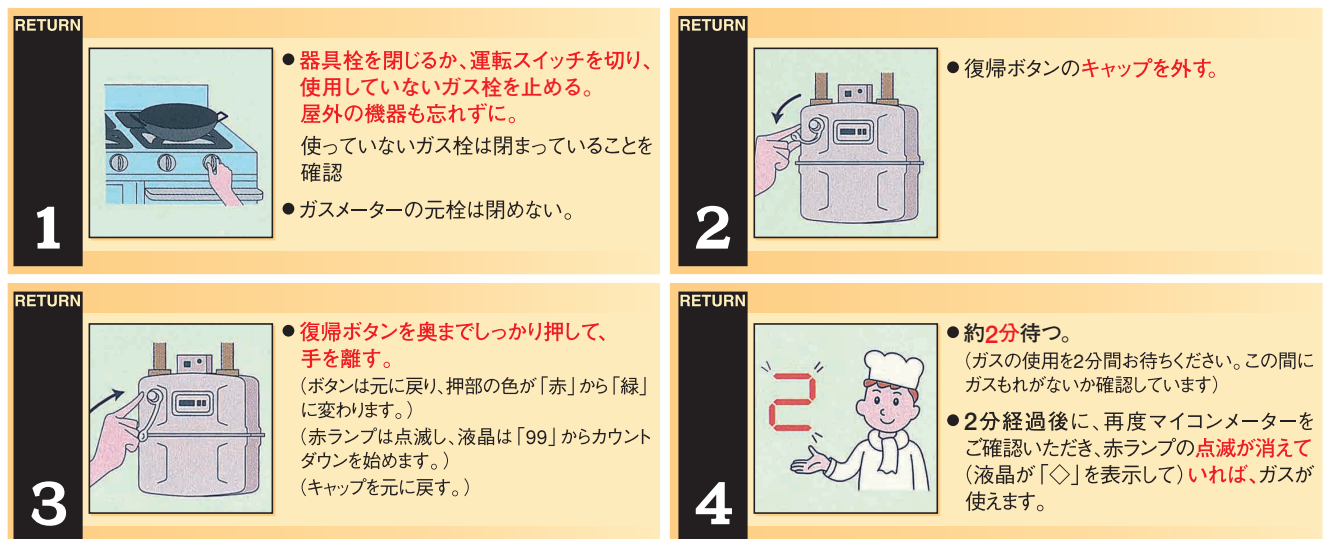 RETURN
1
●器具栓を閉じるか、運転スイッチを切り、
使用していないガス栓を止める。
屋外の機器も忘れずに。
使っていないガス栓は閉まっていることを
確認
●ガスメーターの元栓は閉めない。
RETURN
2
●復帰ボタンのキャップを外す。
RETURN
3
●復帰ボタンを奥までしっかり押して、
手を離す。
（ボタンは元に戻り、押部の色が「赤」から「緑」
に変わります。）
（赤ランプは点滅し、液晶は「99」からカウント
ダウンを始めます。）
（キャップを元に戻す。）
RETURN
4
2
●約2分待つ。
（ガスの使用を2分間お待ちください。この間に
ガスもれがないか確認しています）
●2分経過後に、再度マイコンメーターを
ご確認いただき、赤ランプの点滅が消えて
（液晶が「◇」を表示して）いれば、ガスが
使えます。